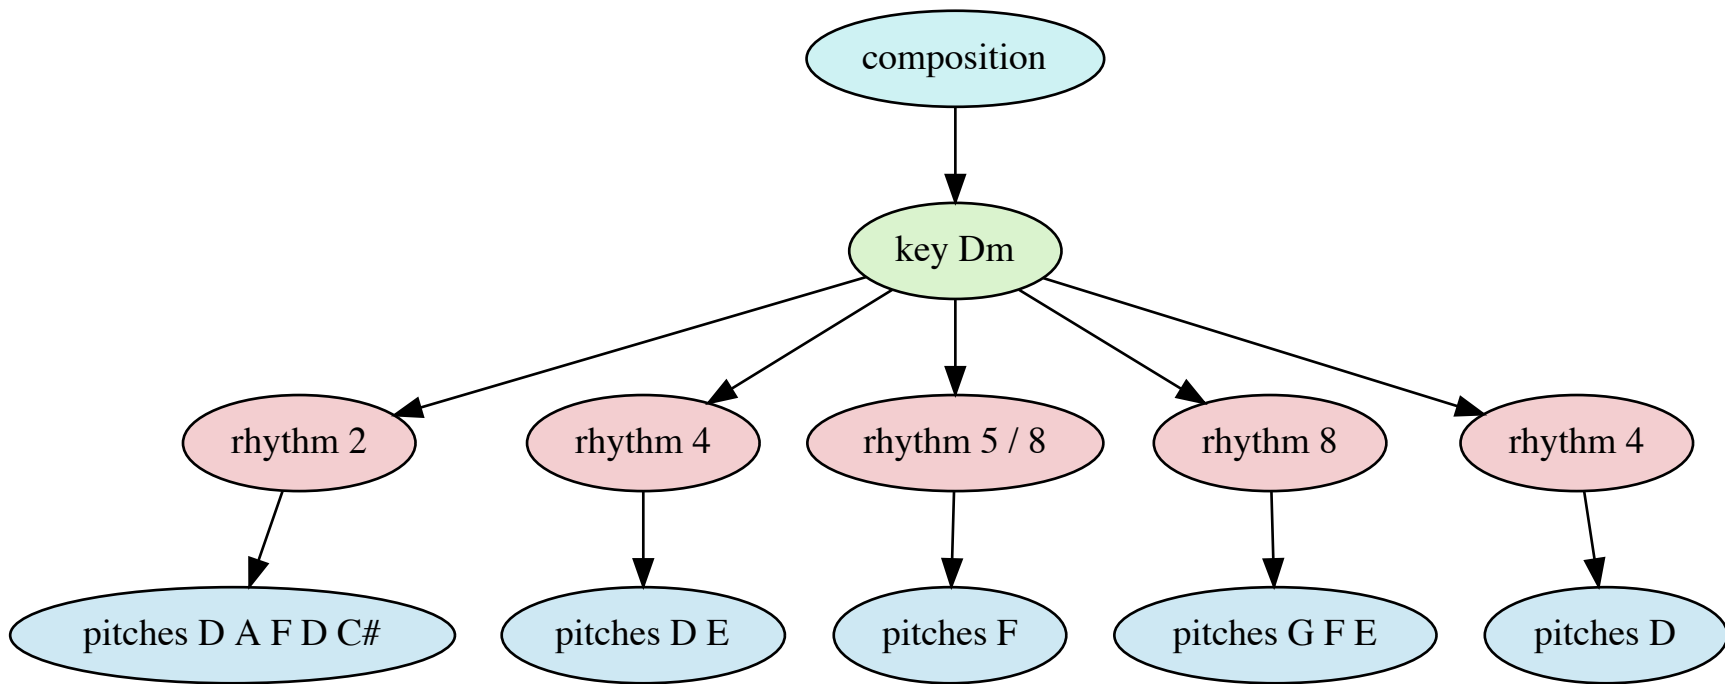 composition
key Dm
rhythm 2
rhythm 4
rhythm 5 / 8
rhythm 8
rhythm 4
pitches D A F D C#
pitches D E
pitches F
pitches G F E
pitches D